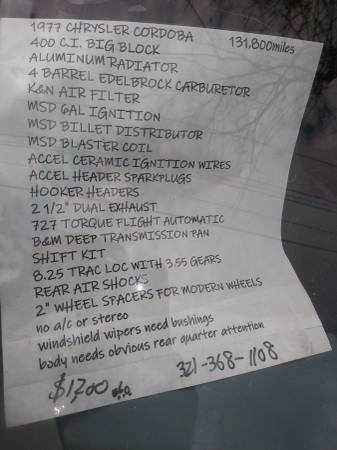 1977 CHRYSLER CORDOBA 131,800miles
400 C.I. BIG BLOCK
ALUMINUM RADIATOR
4 BARREL EDELBROCK CARBURETOR
K&N AIR FILTER
MSD 6AL IGNITION
MSD BILLET DISTRIBUTOR
MSD BLASTER COIL
ACCEL CERAMIC IGNITION WIRES
ACCEL HEADER SPARKPLUGS
HOOKER HEADERS
2 1/2" DUAL EXHAUST
727 TORQUE FLIGHT AUTOMATIC
B&M DEEP TRANSMISSION PAN
SHIFT KIT
8.25 TRAC LOC WITH 3.55 GEARS
REAR AIR SHOCKS
2" WHEEL SPACERS FOR MODERN WHEELS
no a/c or stereo
windshield wipers need bushings
body needs obvious rear quarter attention
$1700 321-368-1108